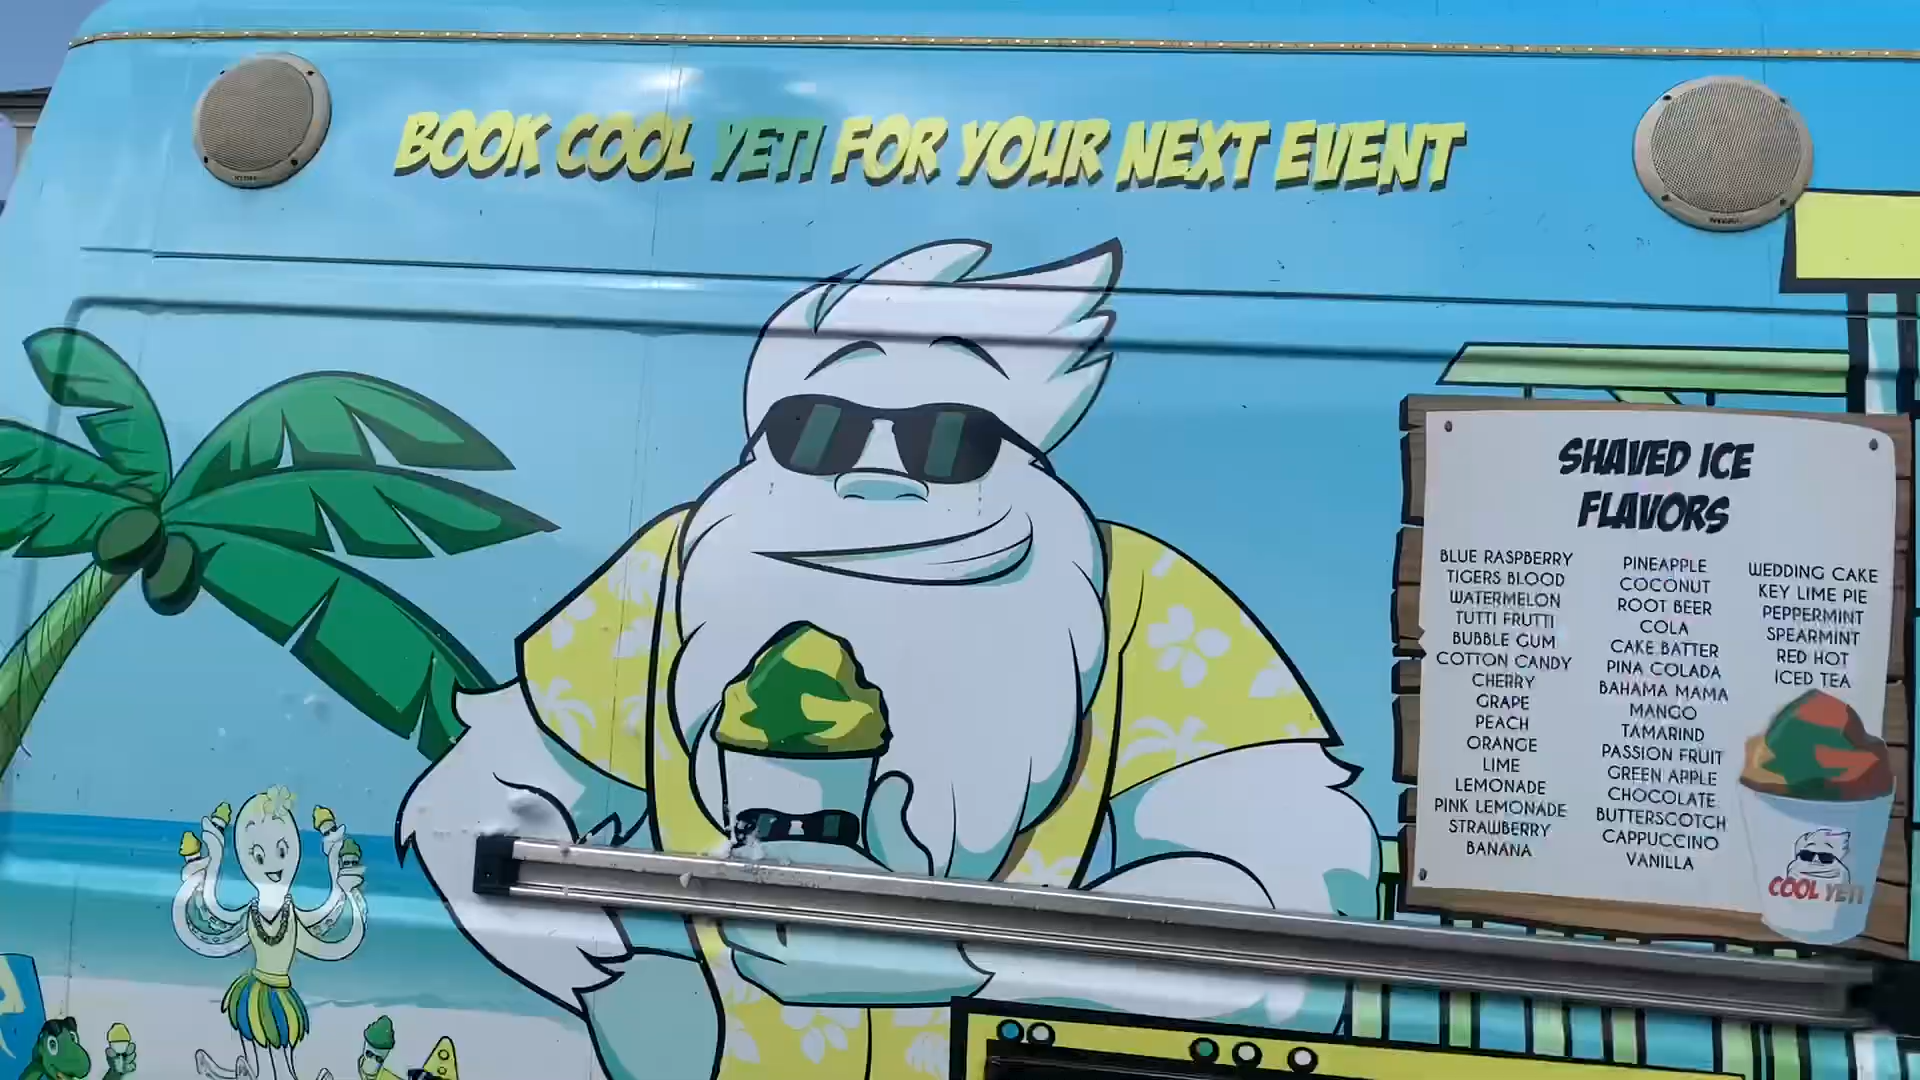 BOOK COOL YETI FOR YOUR NEXT EVENT
SHAVED ICE
FLAVORS
BLUE RASPBERRY
TIGERS BLOOD
WATERMELON
TUTTI FRUTTI
BUBBLE GUM
COTTON CANDY
CHERRY
GRAPE
PEACH
ORANGE
LIME
LEMONADE
PINK LEMONADE
STRAWBERRY
BANANA
PINEAPPLE
COCONUT
ROOT BEER
COLA
CAKE BATTER
PINA COLADA
BAHAMA MAMA
MANGO
TAMARIND
PASSION FRUIT
GREEN APPLE
CHOCOLATE
BUTTERSCOTCH
CAPPUCCINO
VANILLA
WEDDING CAKE
KEY LIME PIE
PEPPERMINT
SPEARMINT
RED HOT
ICED TEA
COOL YETI